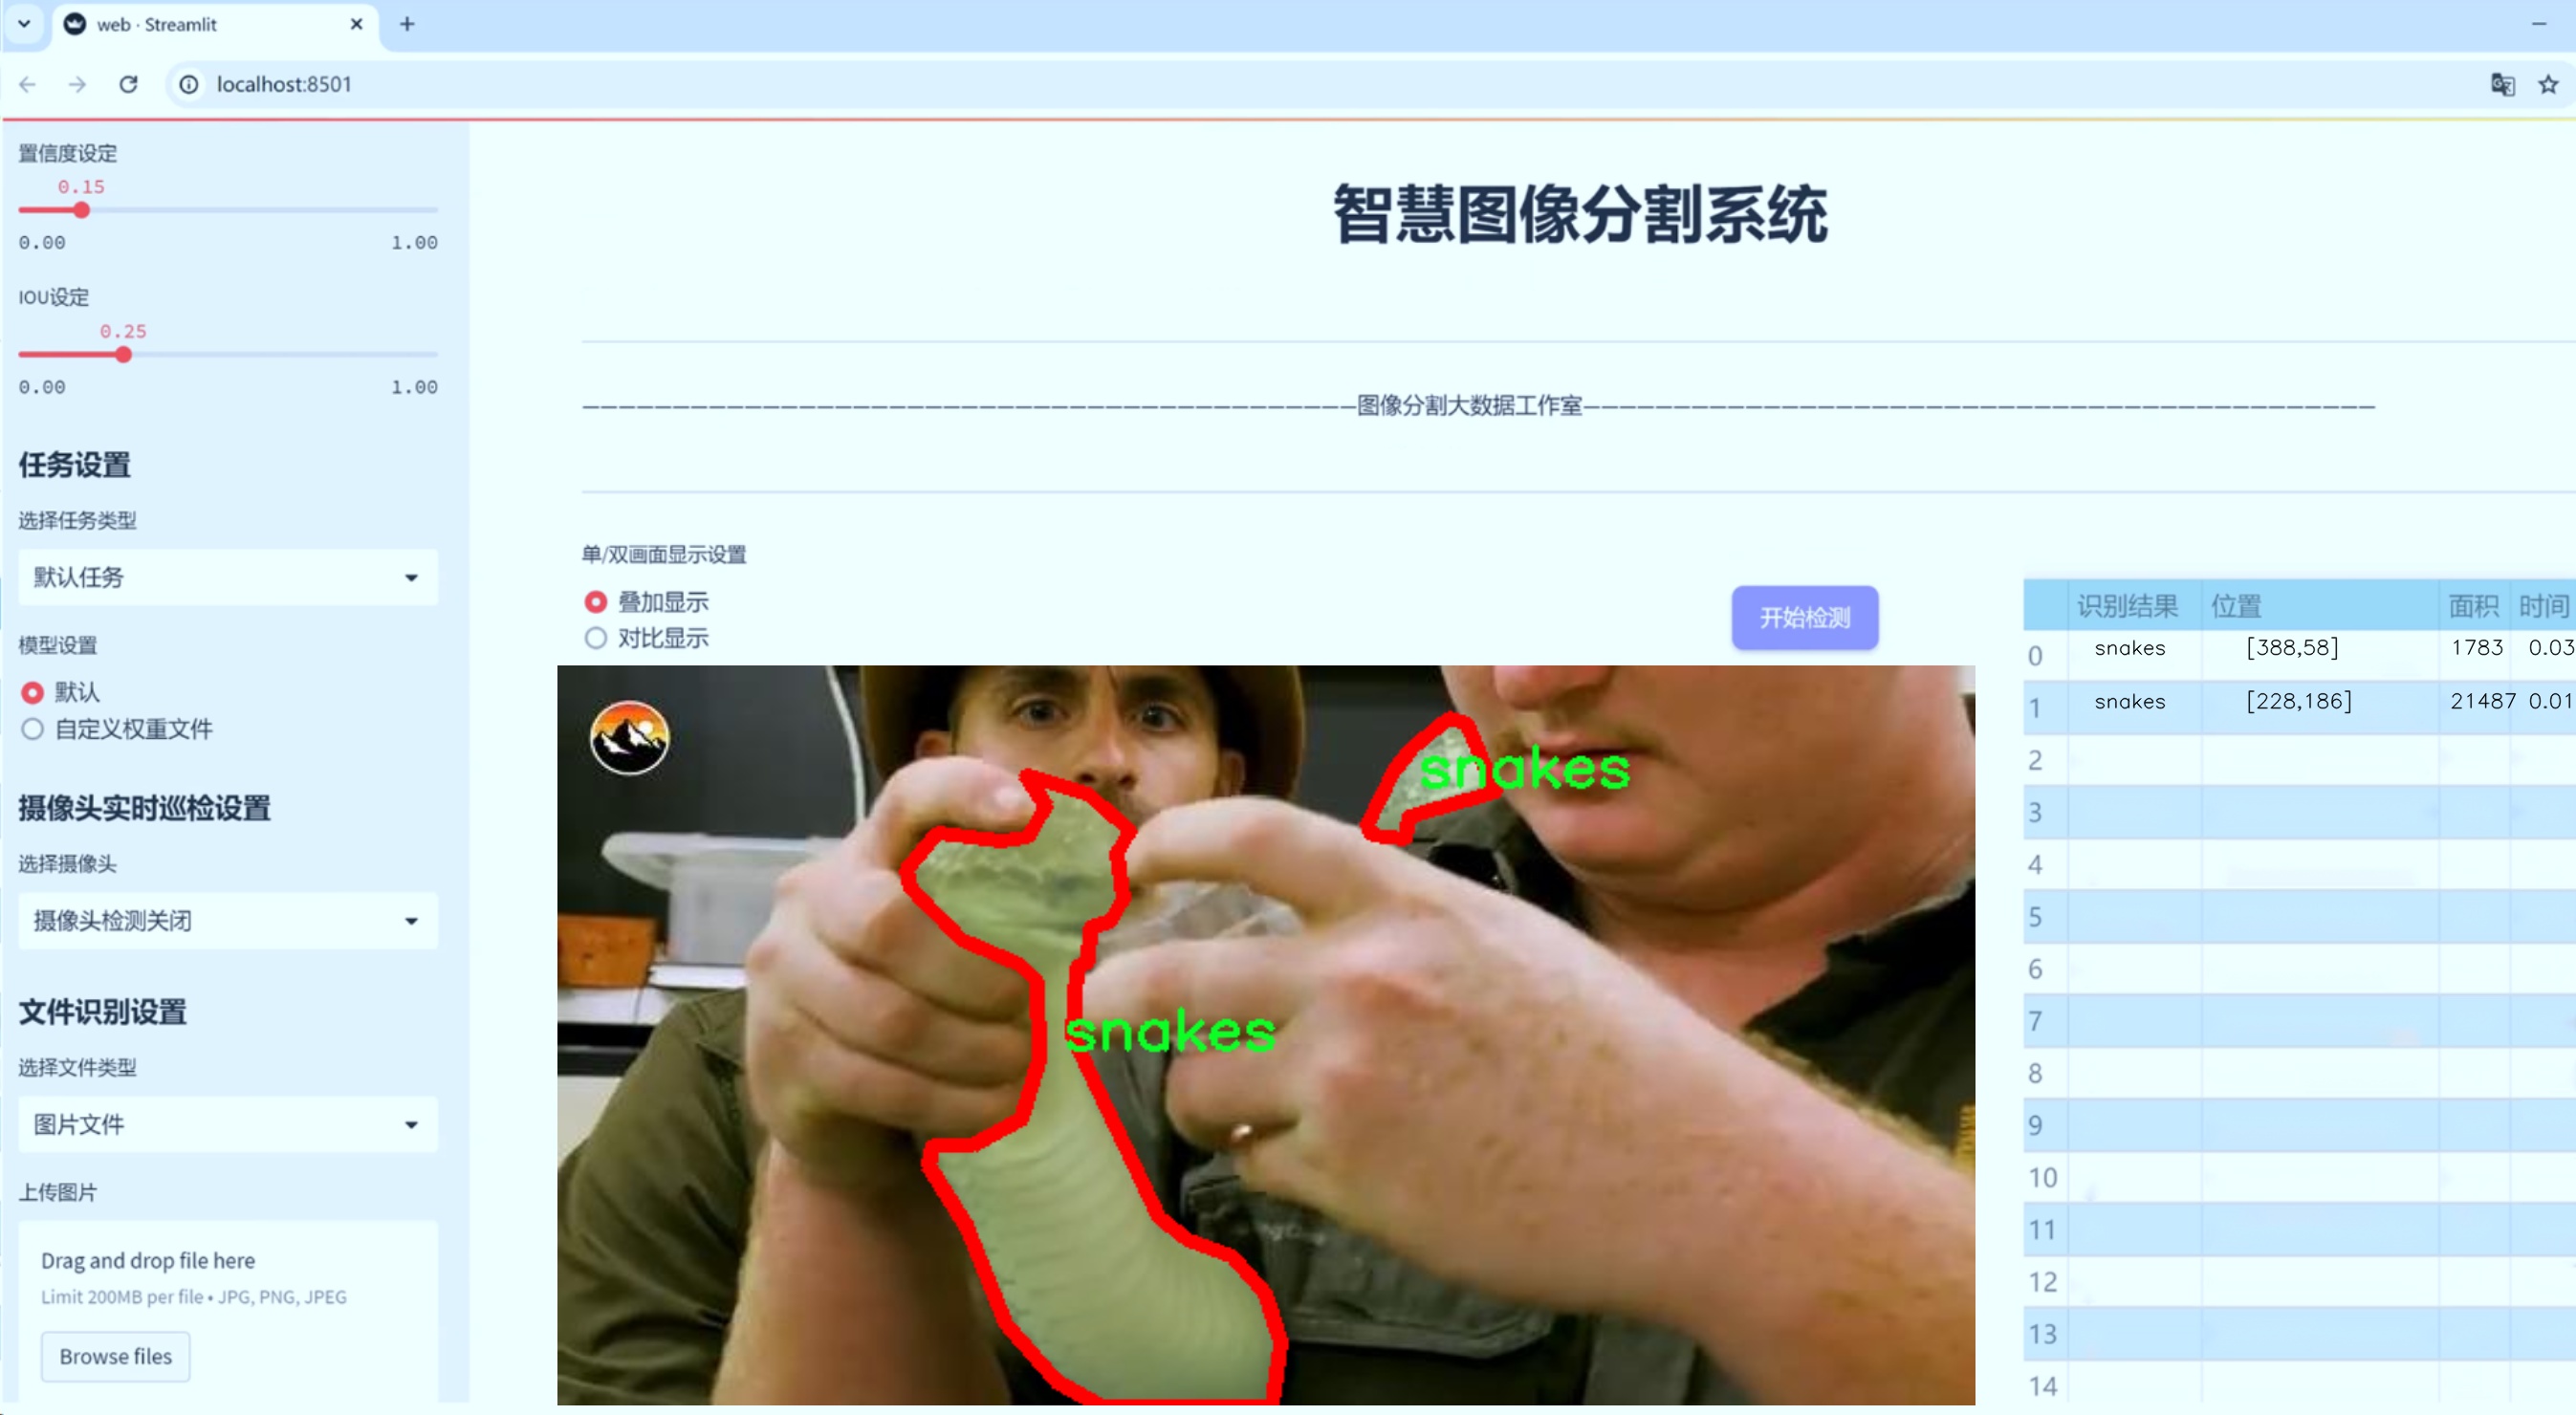 web · Streamlit
localhost:8501
置信度设定
0.15
0.00 1.00
IOU设定
0.25
0.00 1.00
任务设置
选择任务类型
默认任务
模型设置
默认
自定义权重文件
摄像头实时巡检设置
选择摄像头
摄像头检测关闭
文件识别设置
选择文件类型
图片文件
上传图片
Drag and drop file here
Limit 200MB per file • JPG, PNG, JPEG
Browse files
智慧图像分割系统
———————————————————————————————————————————图像分割大数据工作室————————————————————————————————————————————
单/双画面显示设置
叠加显示
对比显示
开始检测
snakes
snakes
识别结果 位置 面积 时间
0 snakes [388,58] 1783 0.03
1 snakes [228,186] 21487 0.01
2
3
4
5
6
7
8
9
10
11
12
13
14